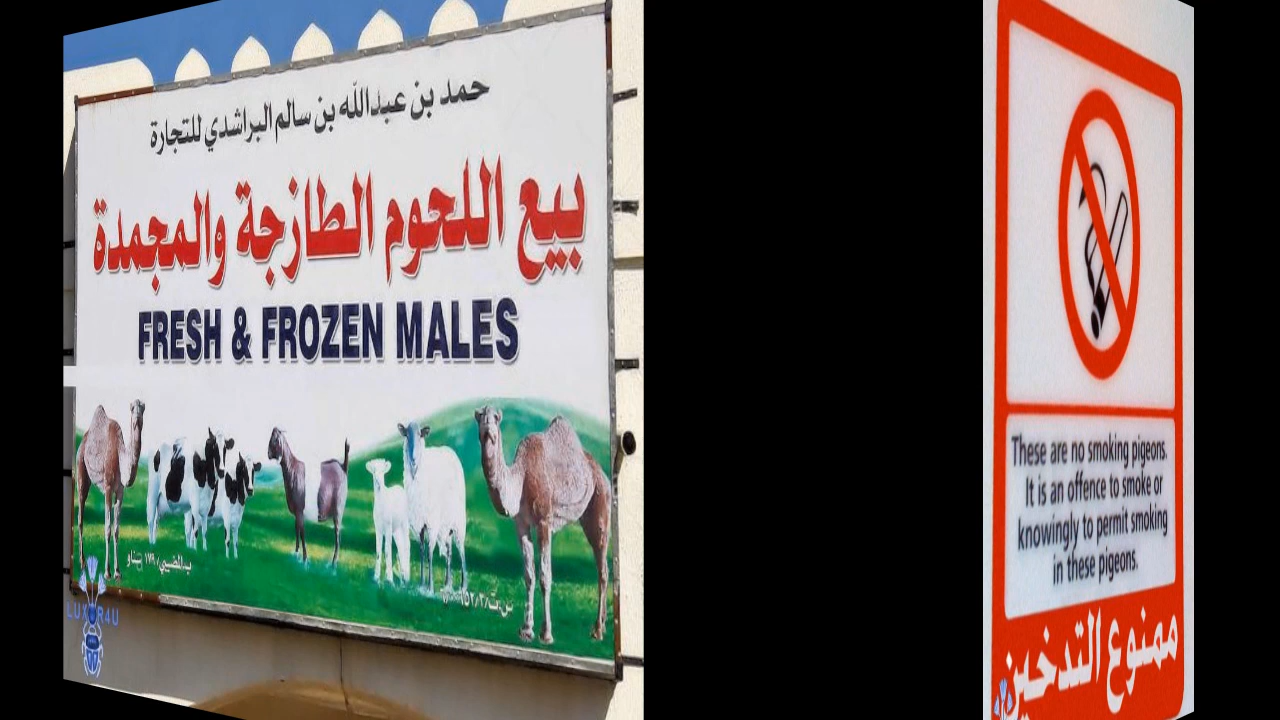 حمد بن عبدالله بن سالم البراشدي للتجارة
بيع اللحوم الطازجة والمجمدة
FRESH & FROZEN MALES
LUXOR4U
These are no smoking pigeons.
It is an offence to smoke or
knowingly to permit smoking
in these pigeons.
ممنوع التدخين